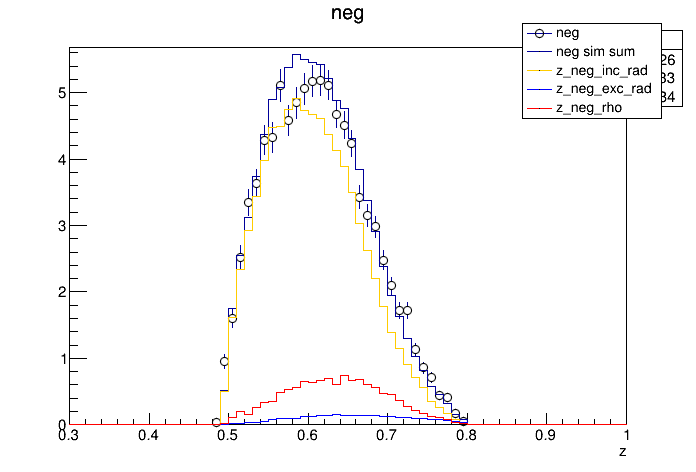 neg
neg
neg sim sum
z_neg_inc_rad
z_neg_exc_rad
z_neg_rho
26
33
34
5
4
3
2
1
0
0.3
0.4
0.5
0.6
0.7
0.8
0.9
1
z